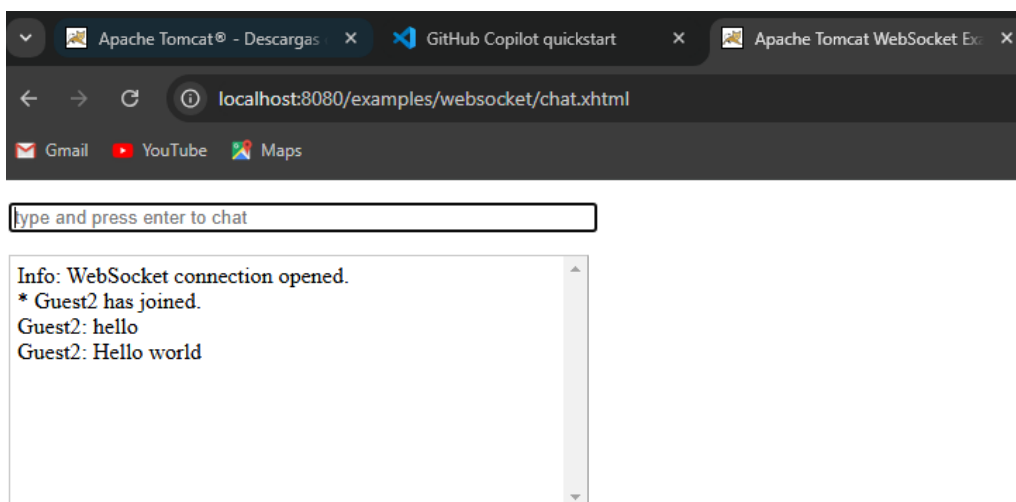 Apache Tomcat® - Descargas
GitHub Copilot quickstart
Apache Tomcat WebSocket Exa
localhost:8080/examples/websocket/chat.xhtml
Gmail
YouTube
Maps
type and press enter to chat
Info: WebSocket connection opened.
* Guest2 has joined.
Guest2: hello
Guest2: Hello world